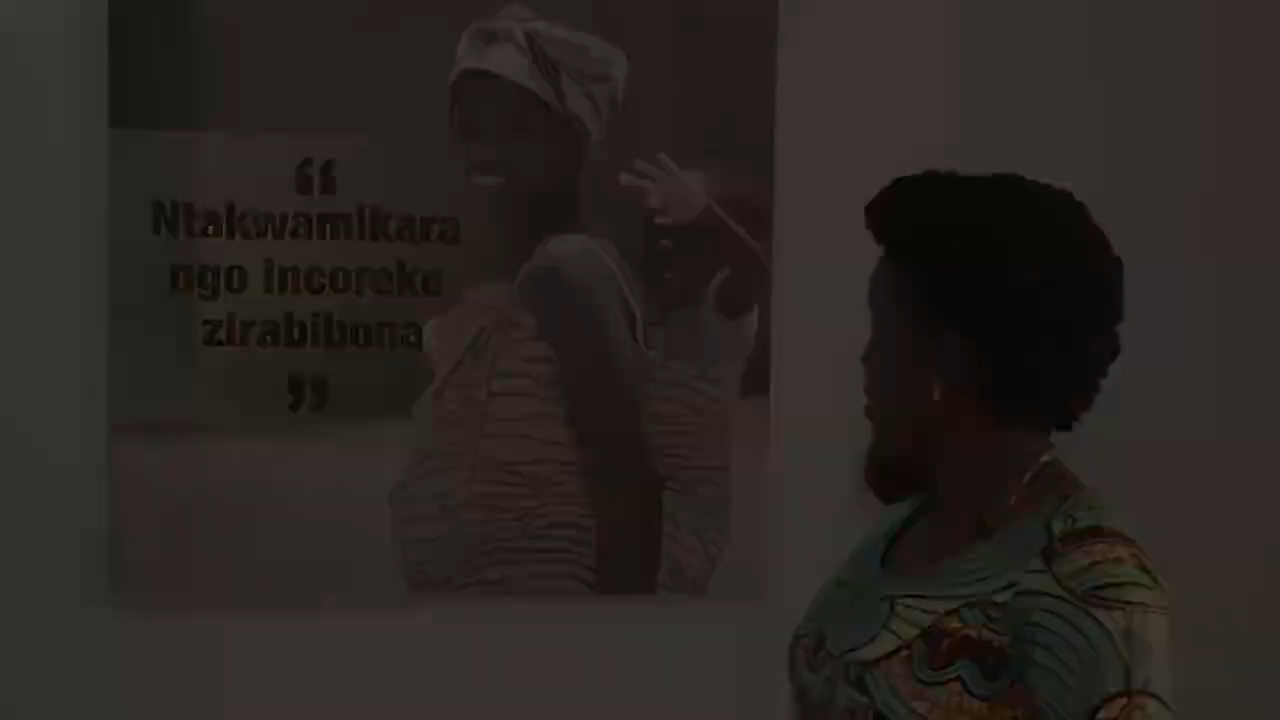 “
Ntakwamikara
ngo incoreke
zirabibona
”